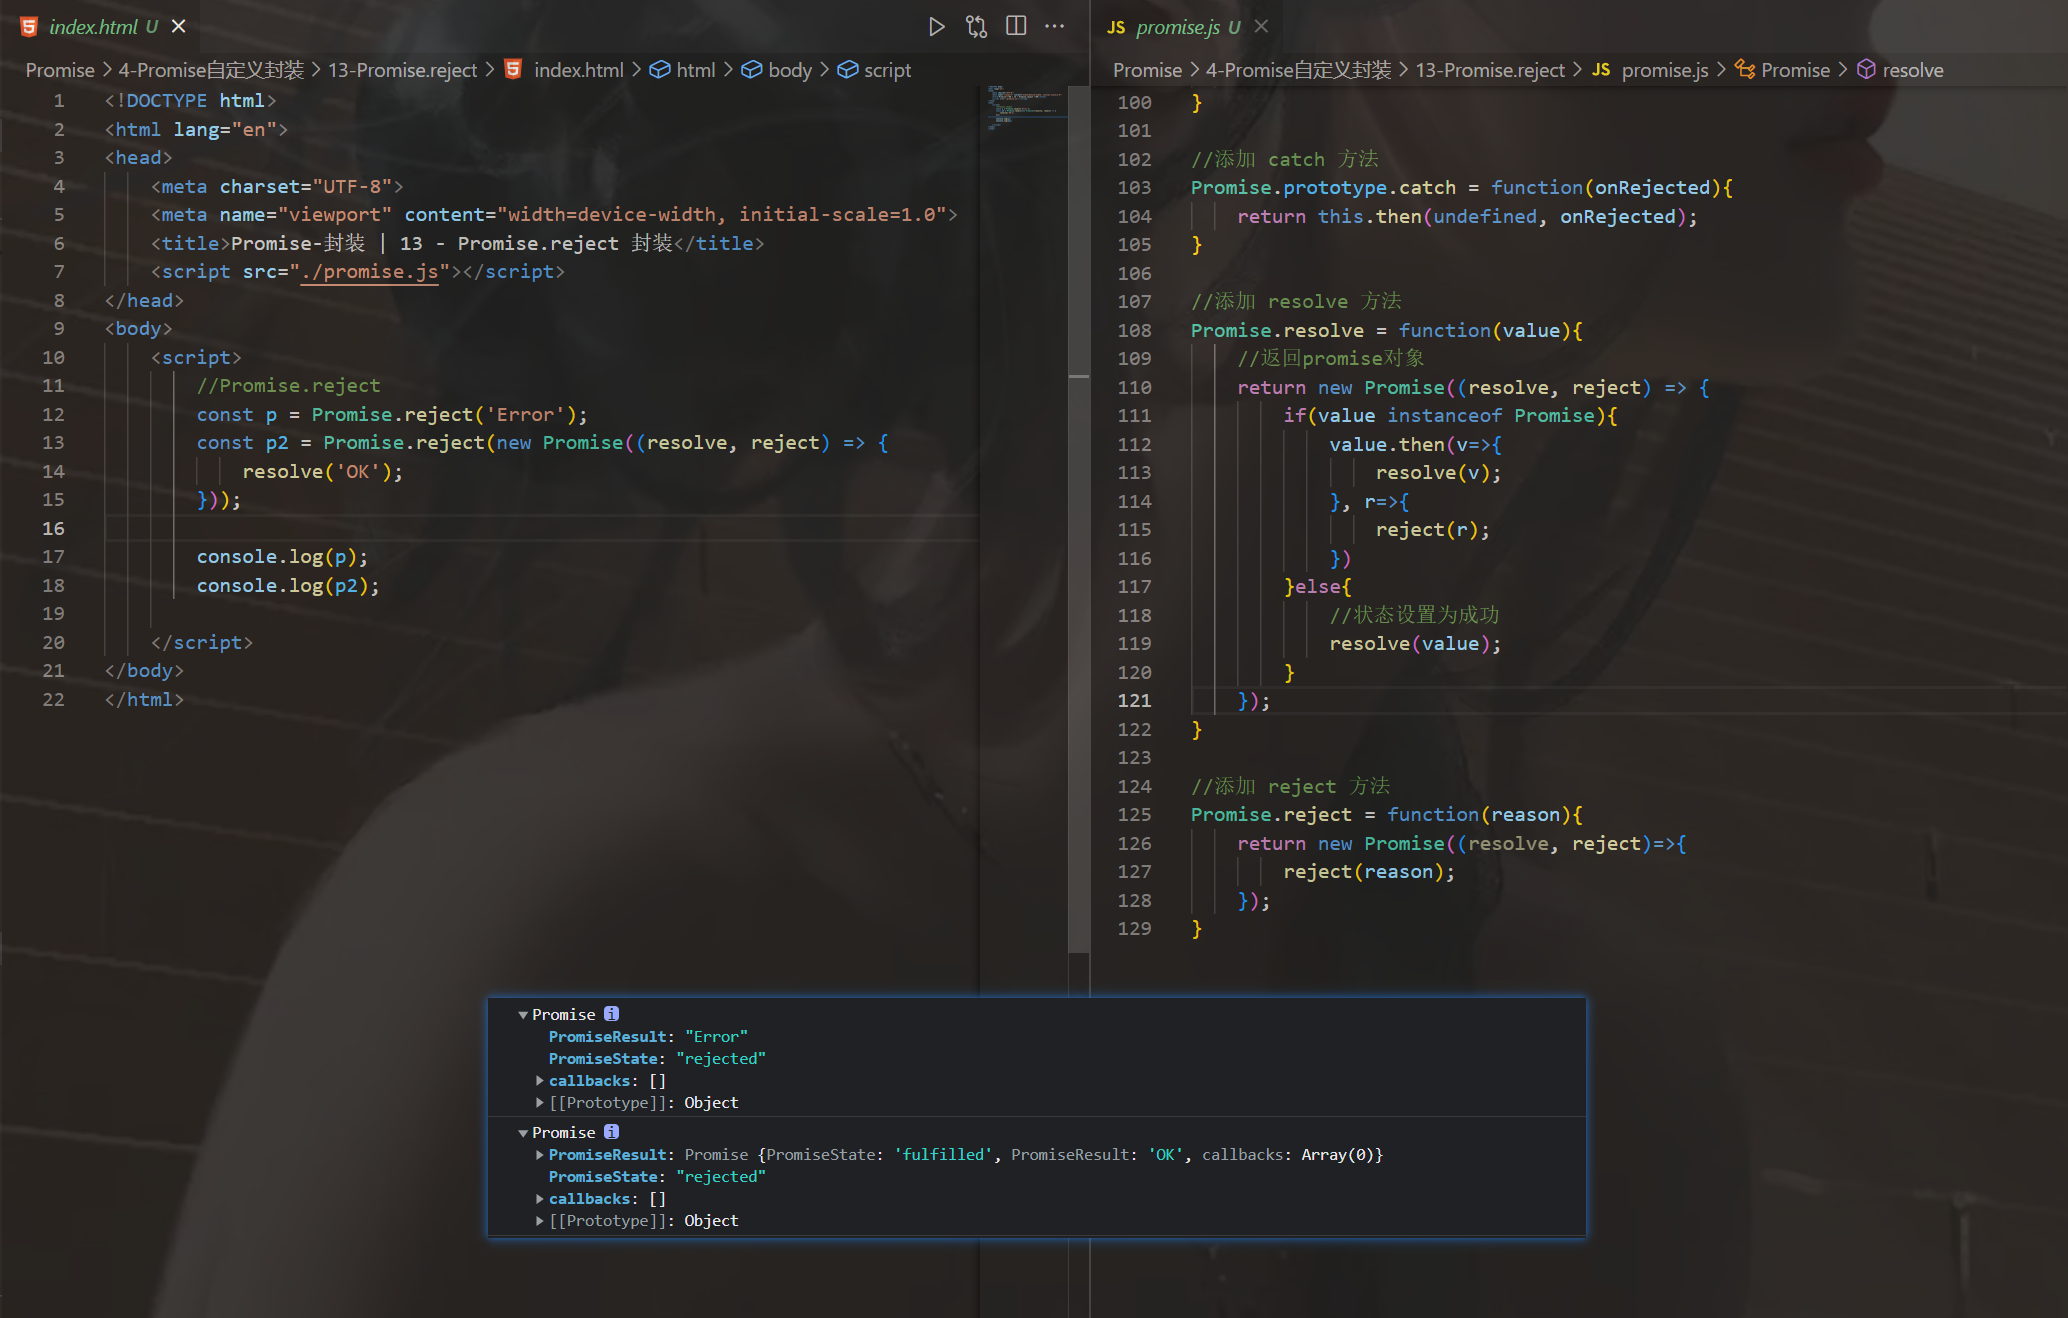 index.html U
Promise > 4-Promise自定义封装 > 13-Promise.reject > index.html > html > body > script
1 <!DOCTYPE html>
2 <html lang="en">
3 <head>
4 <meta charset="UTF-8">
5 <meta name="viewport" content="width=device-width, initial-scale=1.0">
6 <title>Promise-封装 | 13 - Promise.reject 封装</title>
7 <script src="./promise.js"></script>
8 </head>
9 <body>
10 <script>
11 //Promise.reject
12 const p = Promise.reject('Error');
13 const p2 = Promise.reject(new Promise((resolve, reject) => {
14 resolve('OK');
15 }));
16
17 console.log(p);
18 console.log(p2);
19
20 </script>
21 </body>
22 </html>
JS promise.js U
Promise > 4-Promise自定义封装 > 13-Promise.reject > JS promise.js > Promise > resolve
100 }
101
102 //添加 catch 方法
103 Promise.prototype.catch = function(onRejected){
104 return this.then(undefined, onRejected);
105 }
106
107 //添加 resolve 方法
108 Promise.resolve = function(value){
109 //返回promise对象
110 return new Promise((resolve, reject) => {
111 if(value instanceof Promise){
112 value.then(v=>{
113 resolve(v);
114 }, r=>{
115 reject(r);
116 })
117 }else{
118 //状态设置为成功
119 resolve(value);
120 }
121 });
122 }
123
124 //添加 reject 方法
125 Promise.reject = function(reason){
126 return new Promise((resolve, reject)=>{
127 reject(reason);
128 });
129 }
Promise i
PromiseResult: "Error"
PromiseState: "rejected"
callbacks: []
[[Prototype]]: Object
Promise i
PromiseResult: Promise {PromiseState: 'fulfilled', PromiseResult: 'OK', callbacks: Array(0)}
PromiseState: "rejected"
callbacks: []
[[Prototype]]: Object